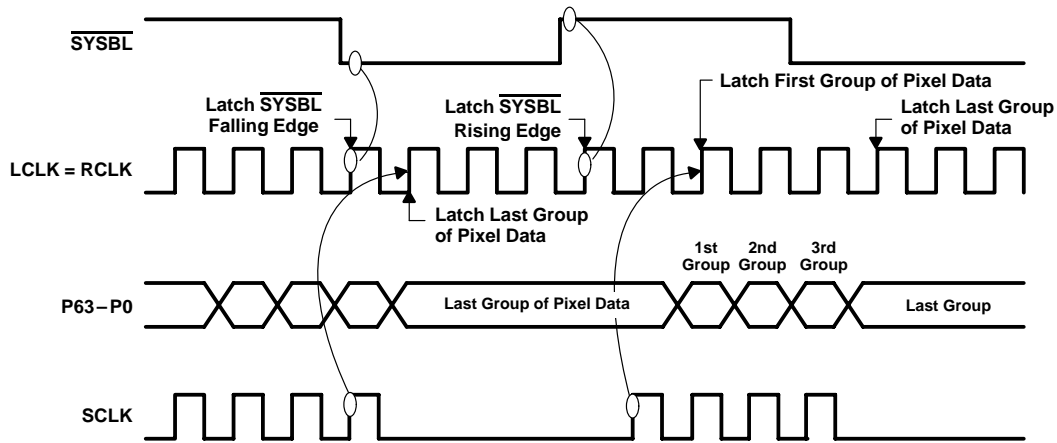 SYSBL
Latch SYSBL
Falling Edge
Latch SYSBL
Rising Edge
Latch First Group of Pixel Data
Latch Last Group
of Pixel Data
LCLK = RCLK
Latch Last Group
of Pixel Data
1st
Group
2nd
Group
3rd
Group
P63–P0
Last Group of Pixel Data
Last Group
SCLK